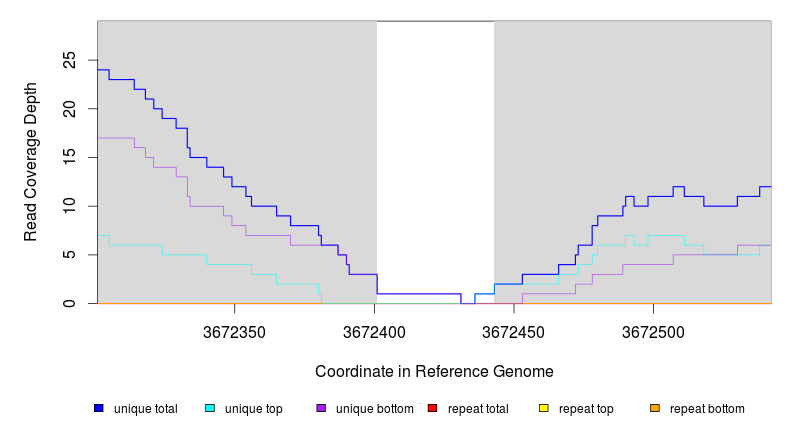 Read Coverage Depth
25
20
15
10
5
0
3672350 3672400 3672450 3672500
Coordinate in Reference Genome
unique total unique top unique bottom repeat total repeat top repeat bottom